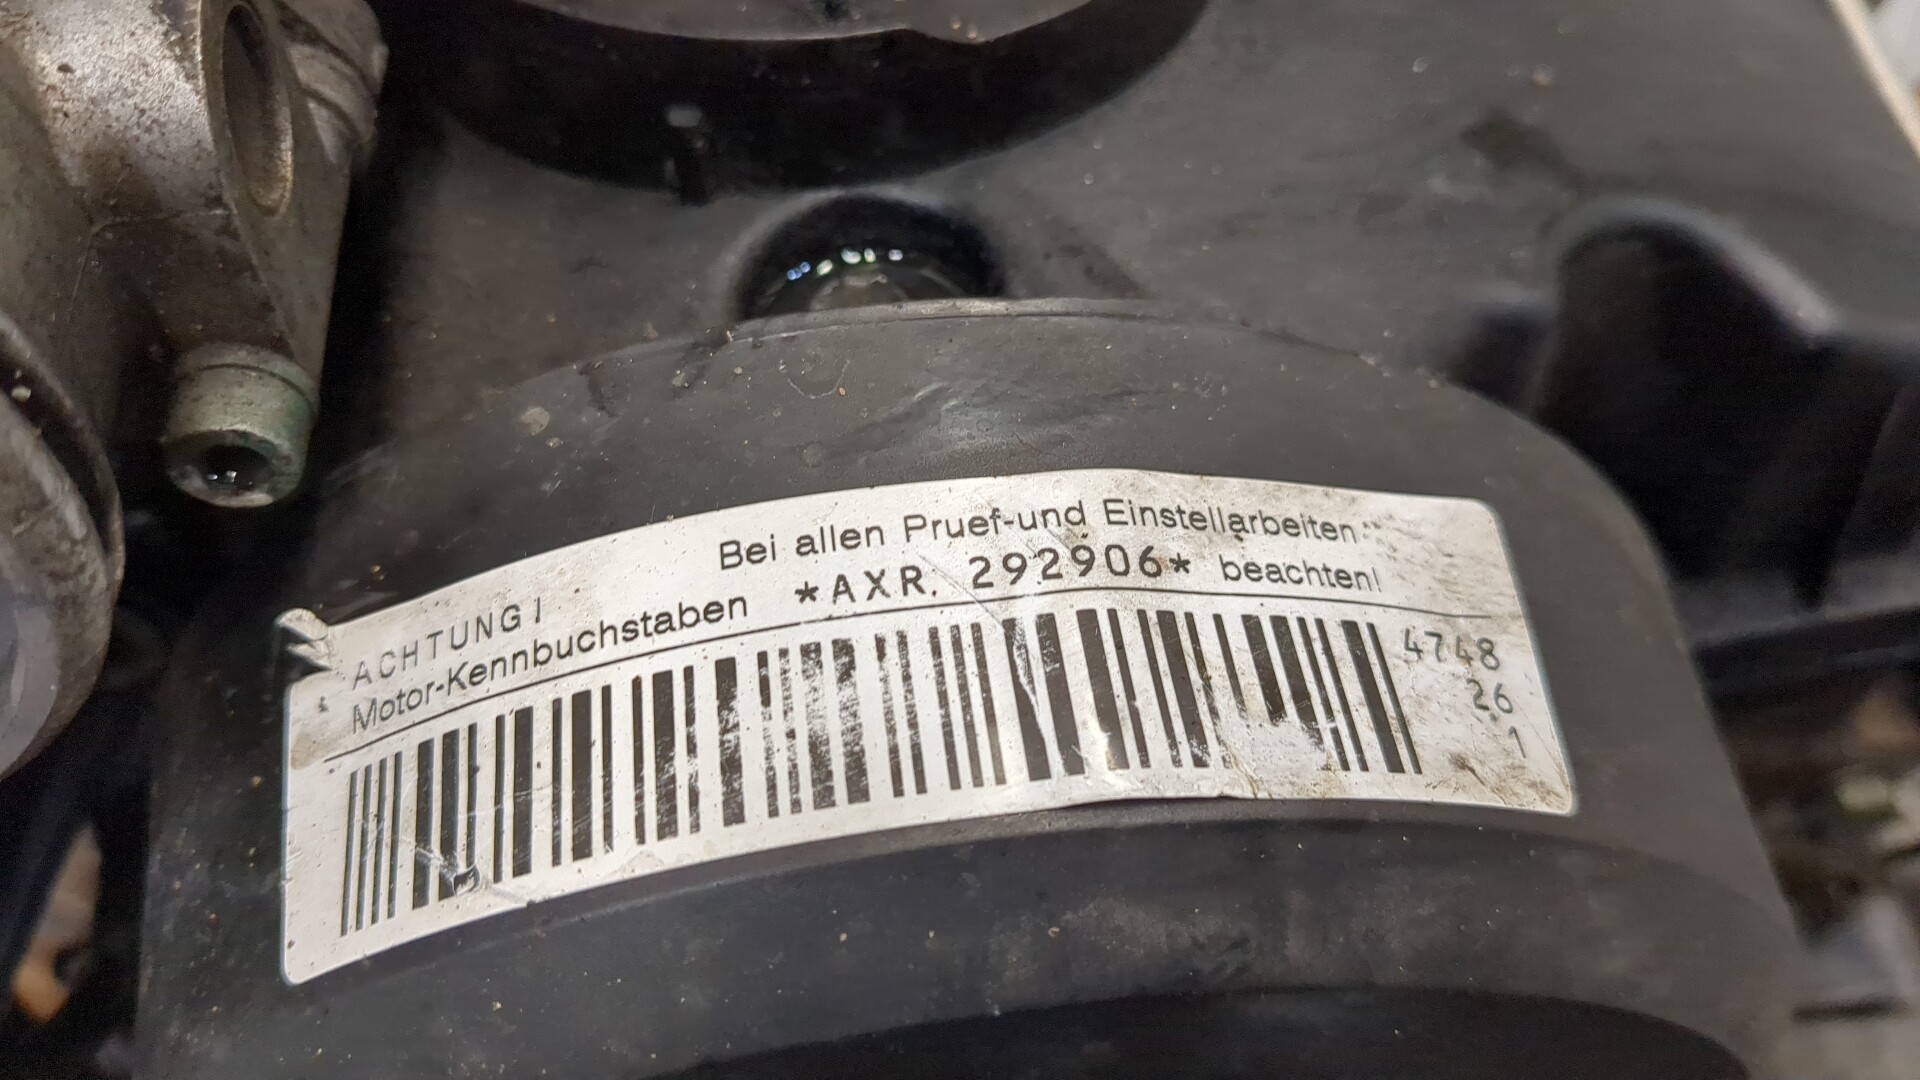 Bei allen Pruef-und Einstellarbeiten
ACHTUNG!
Motor-Kennbuchstaben *AXR. 292906* beachten!
4748
26
1